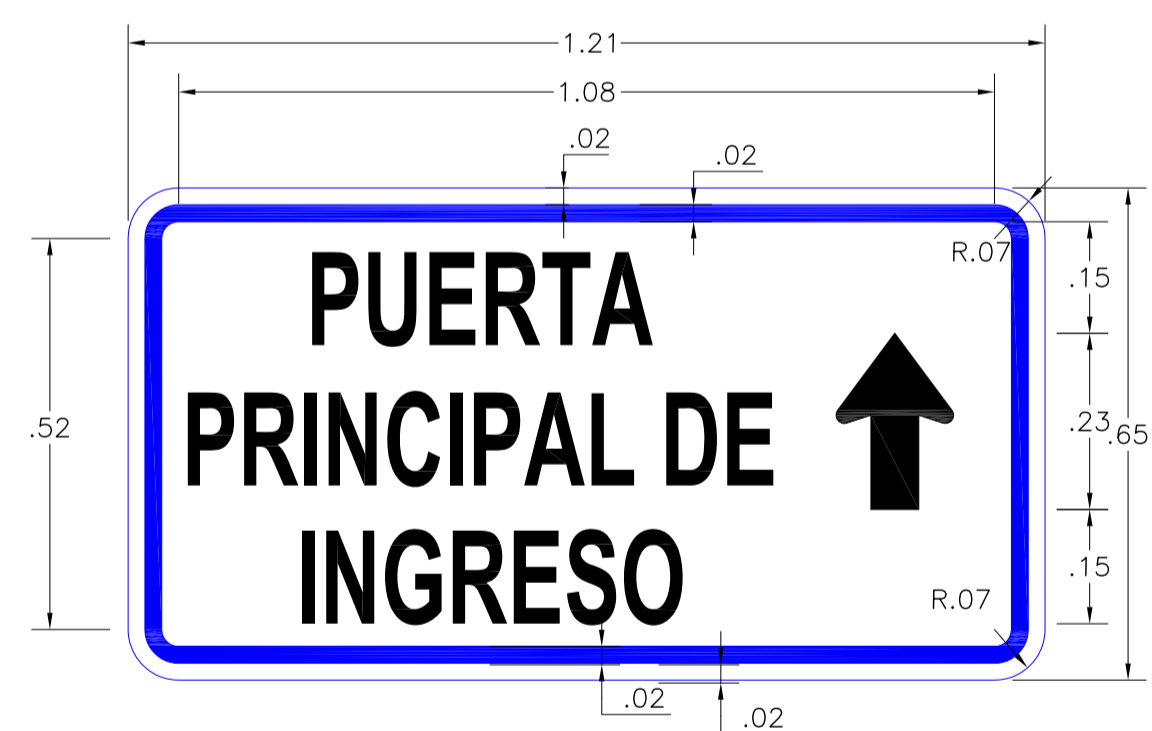 1.21
1.08
.02
.02
R.07
.15
PUERTA
.52
PRINCIPAL DE
.23
.65
INGRESO
.15
R.07
.02
.02